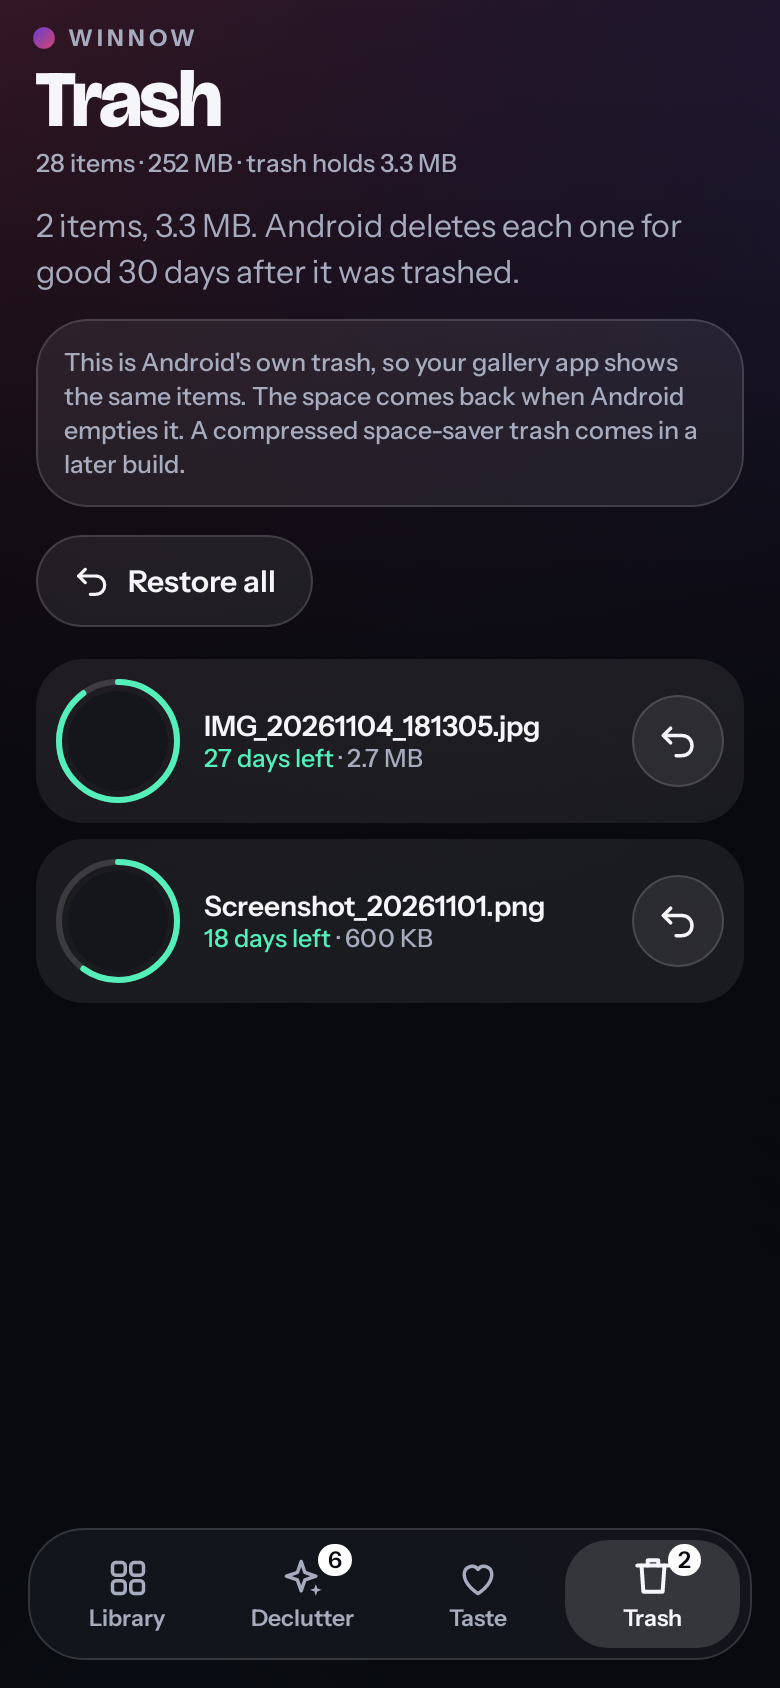 WINNOW
Trash
28 items · 252 MB · trash holds 3.3 MB
2 items, 3.3 MB. Android deletes each one for
good 30 days after it was trashed.
This is Android's own trash, so your gallery app shows
the same items. The space comes back when Android
empties it. A compressed space-saver trash comes in a
later build.
Restore all
IMG_20261104_181305.jpg
27 days left · 2.7 MB
Screenshot_20261101.png
18 days left · 600 KB
6
2
Library
Declutter
Taste
Trash